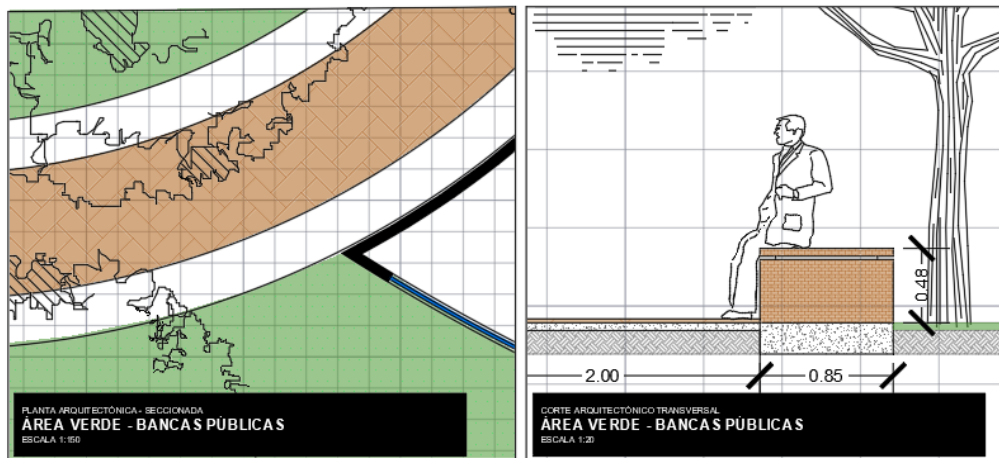 PLANTA ARQUITECTÓNICA - SECCIONADA
ÁREA VERDE - BANCAS PÚBLICAS
ESCALA 1:150
0.48
2.00
0.85
CORTE ARQUITECTÓNICO TRANSVERSAL
ÁREA VERDE - BANCAS PÚBLICAS
ESCALA 1:20